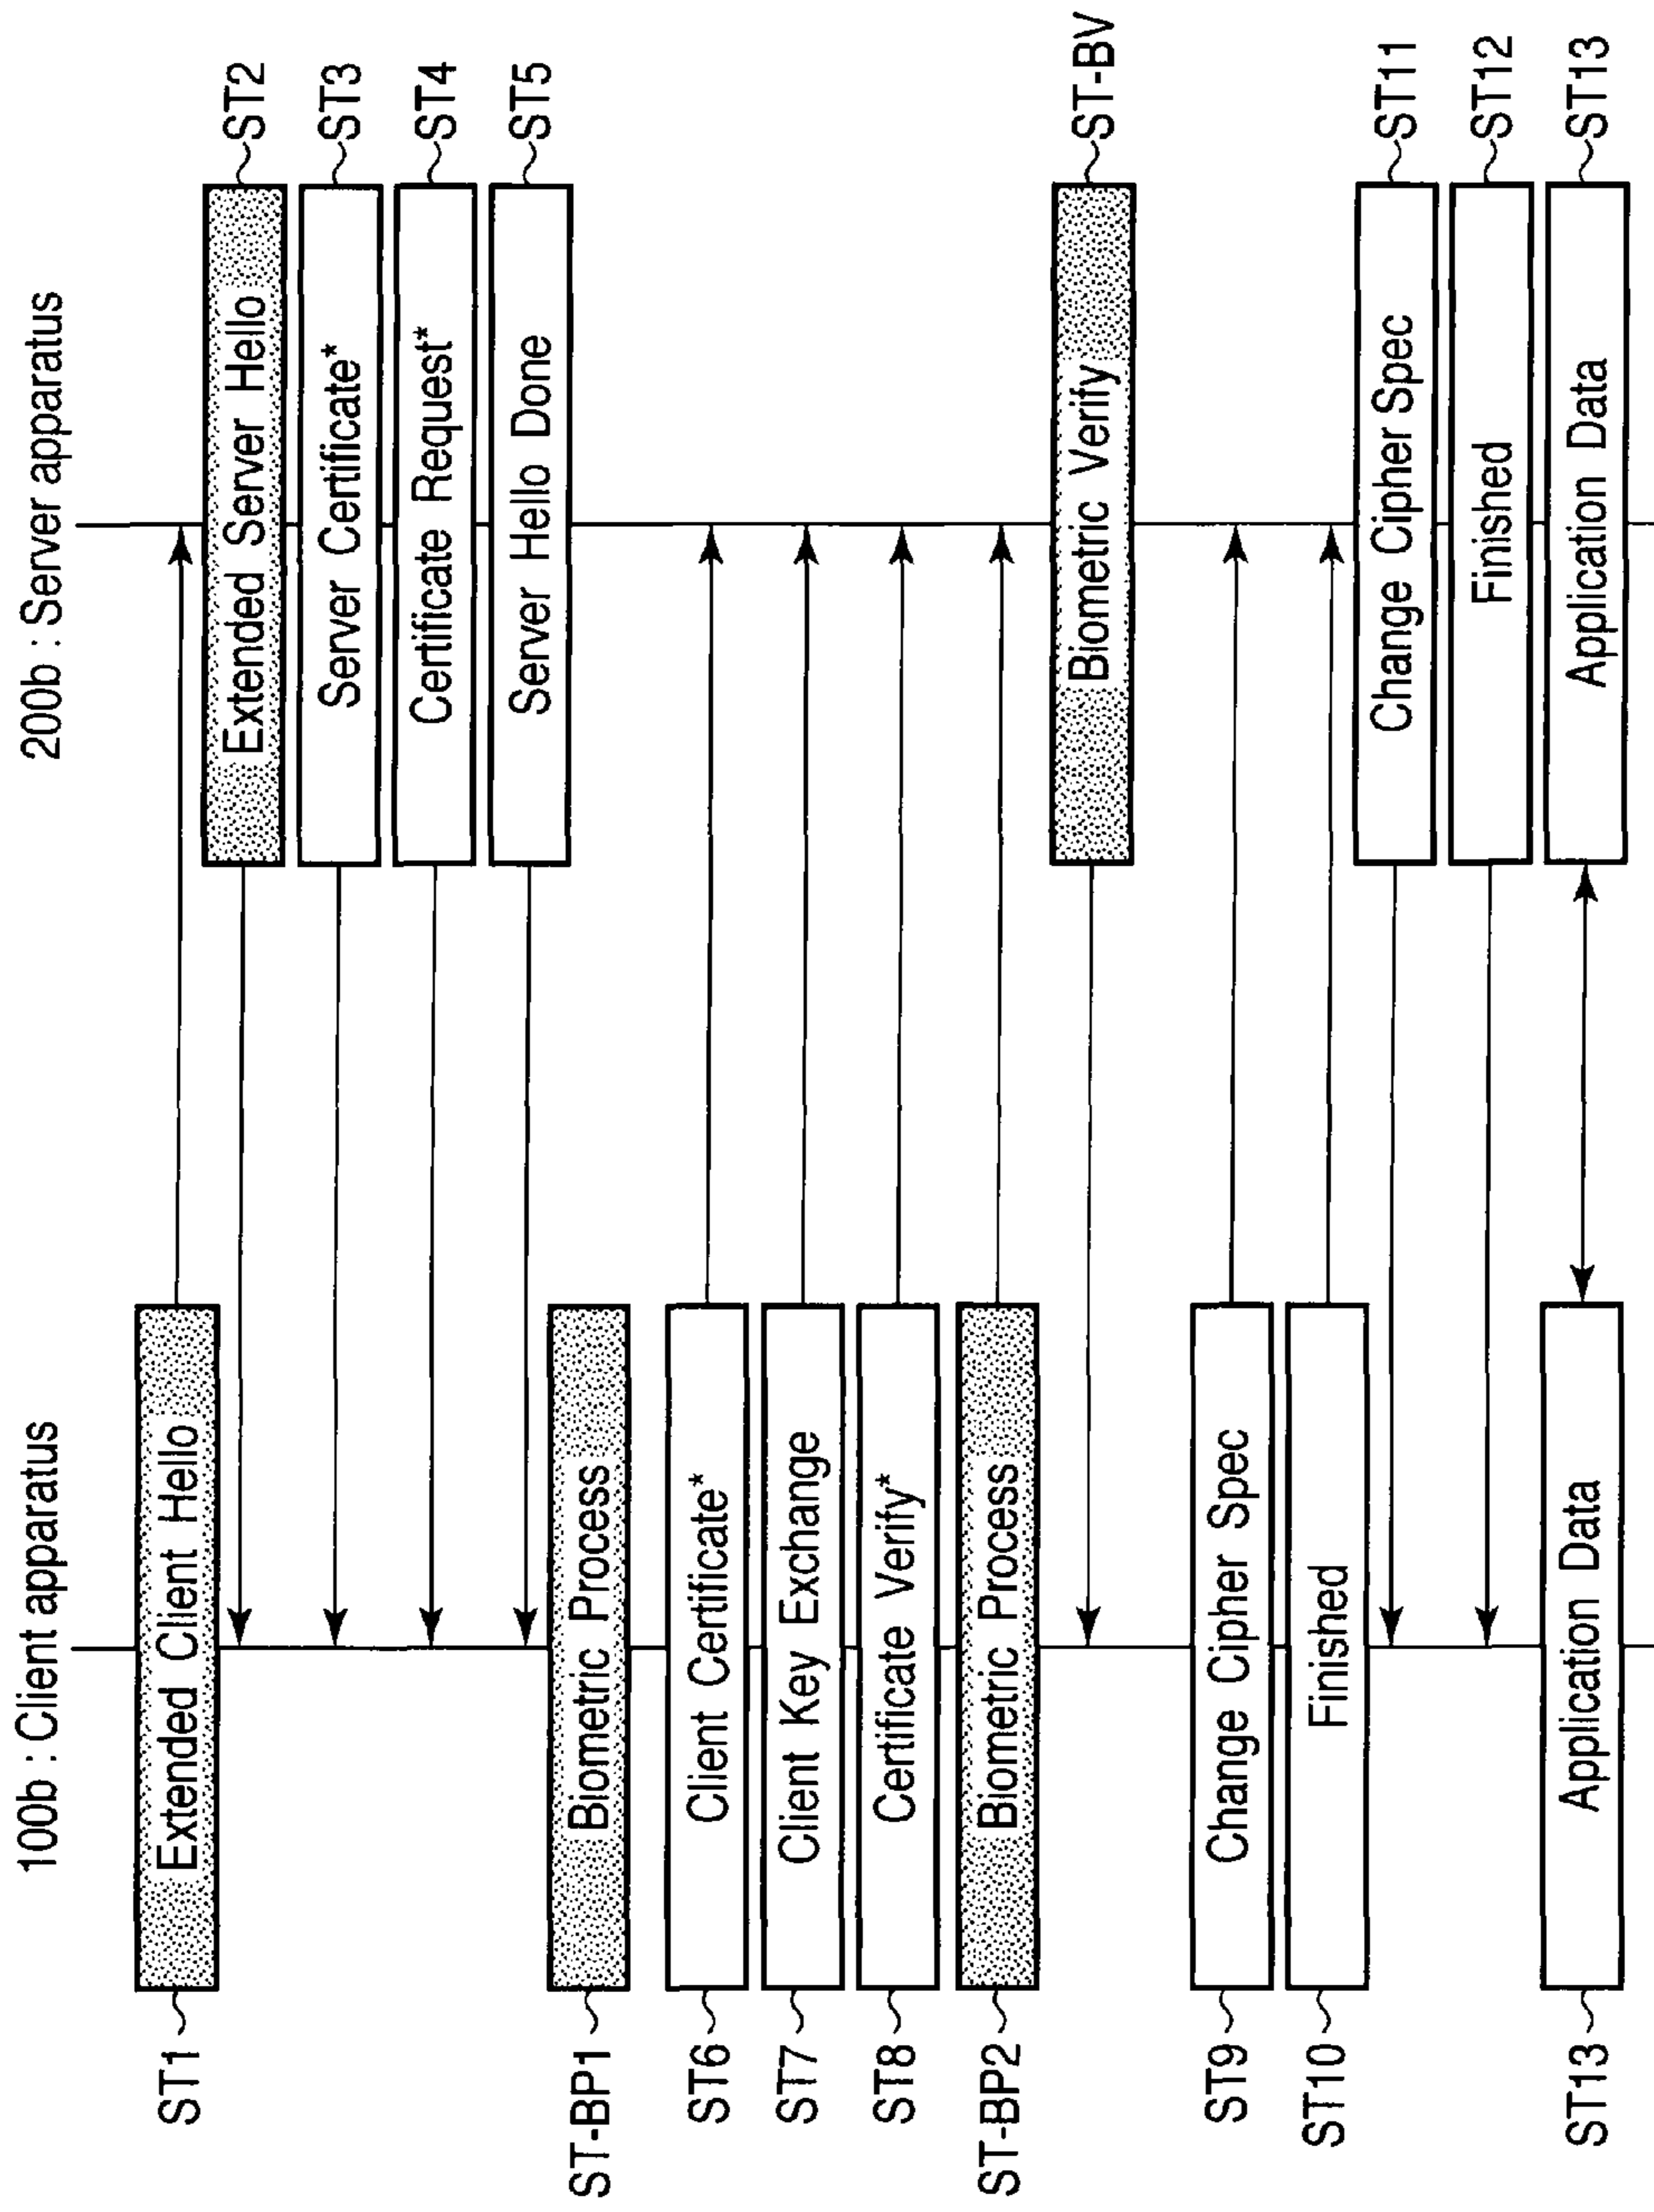 100b : Client apparatus
200b : Server apparatus
ST1
Extended Client Hello
Extended Server Hello
ST2
Server Certificate*
ST3
Certificate Request*
ST4
Server Hello Done
ST5
ST-BP1
Biometric Process
ST6
Client Certificate*
ST7
Client Key Exchange
ST8
Certificate Verify*
ST-BP2
Biometric Process
Biometric Verify
ST-BV
ST9
Change Cipher Spec
ST10
Finished
Change Cipher Spec
ST11
Finished
ST12
ST13
Application Data
Application Data
ST13